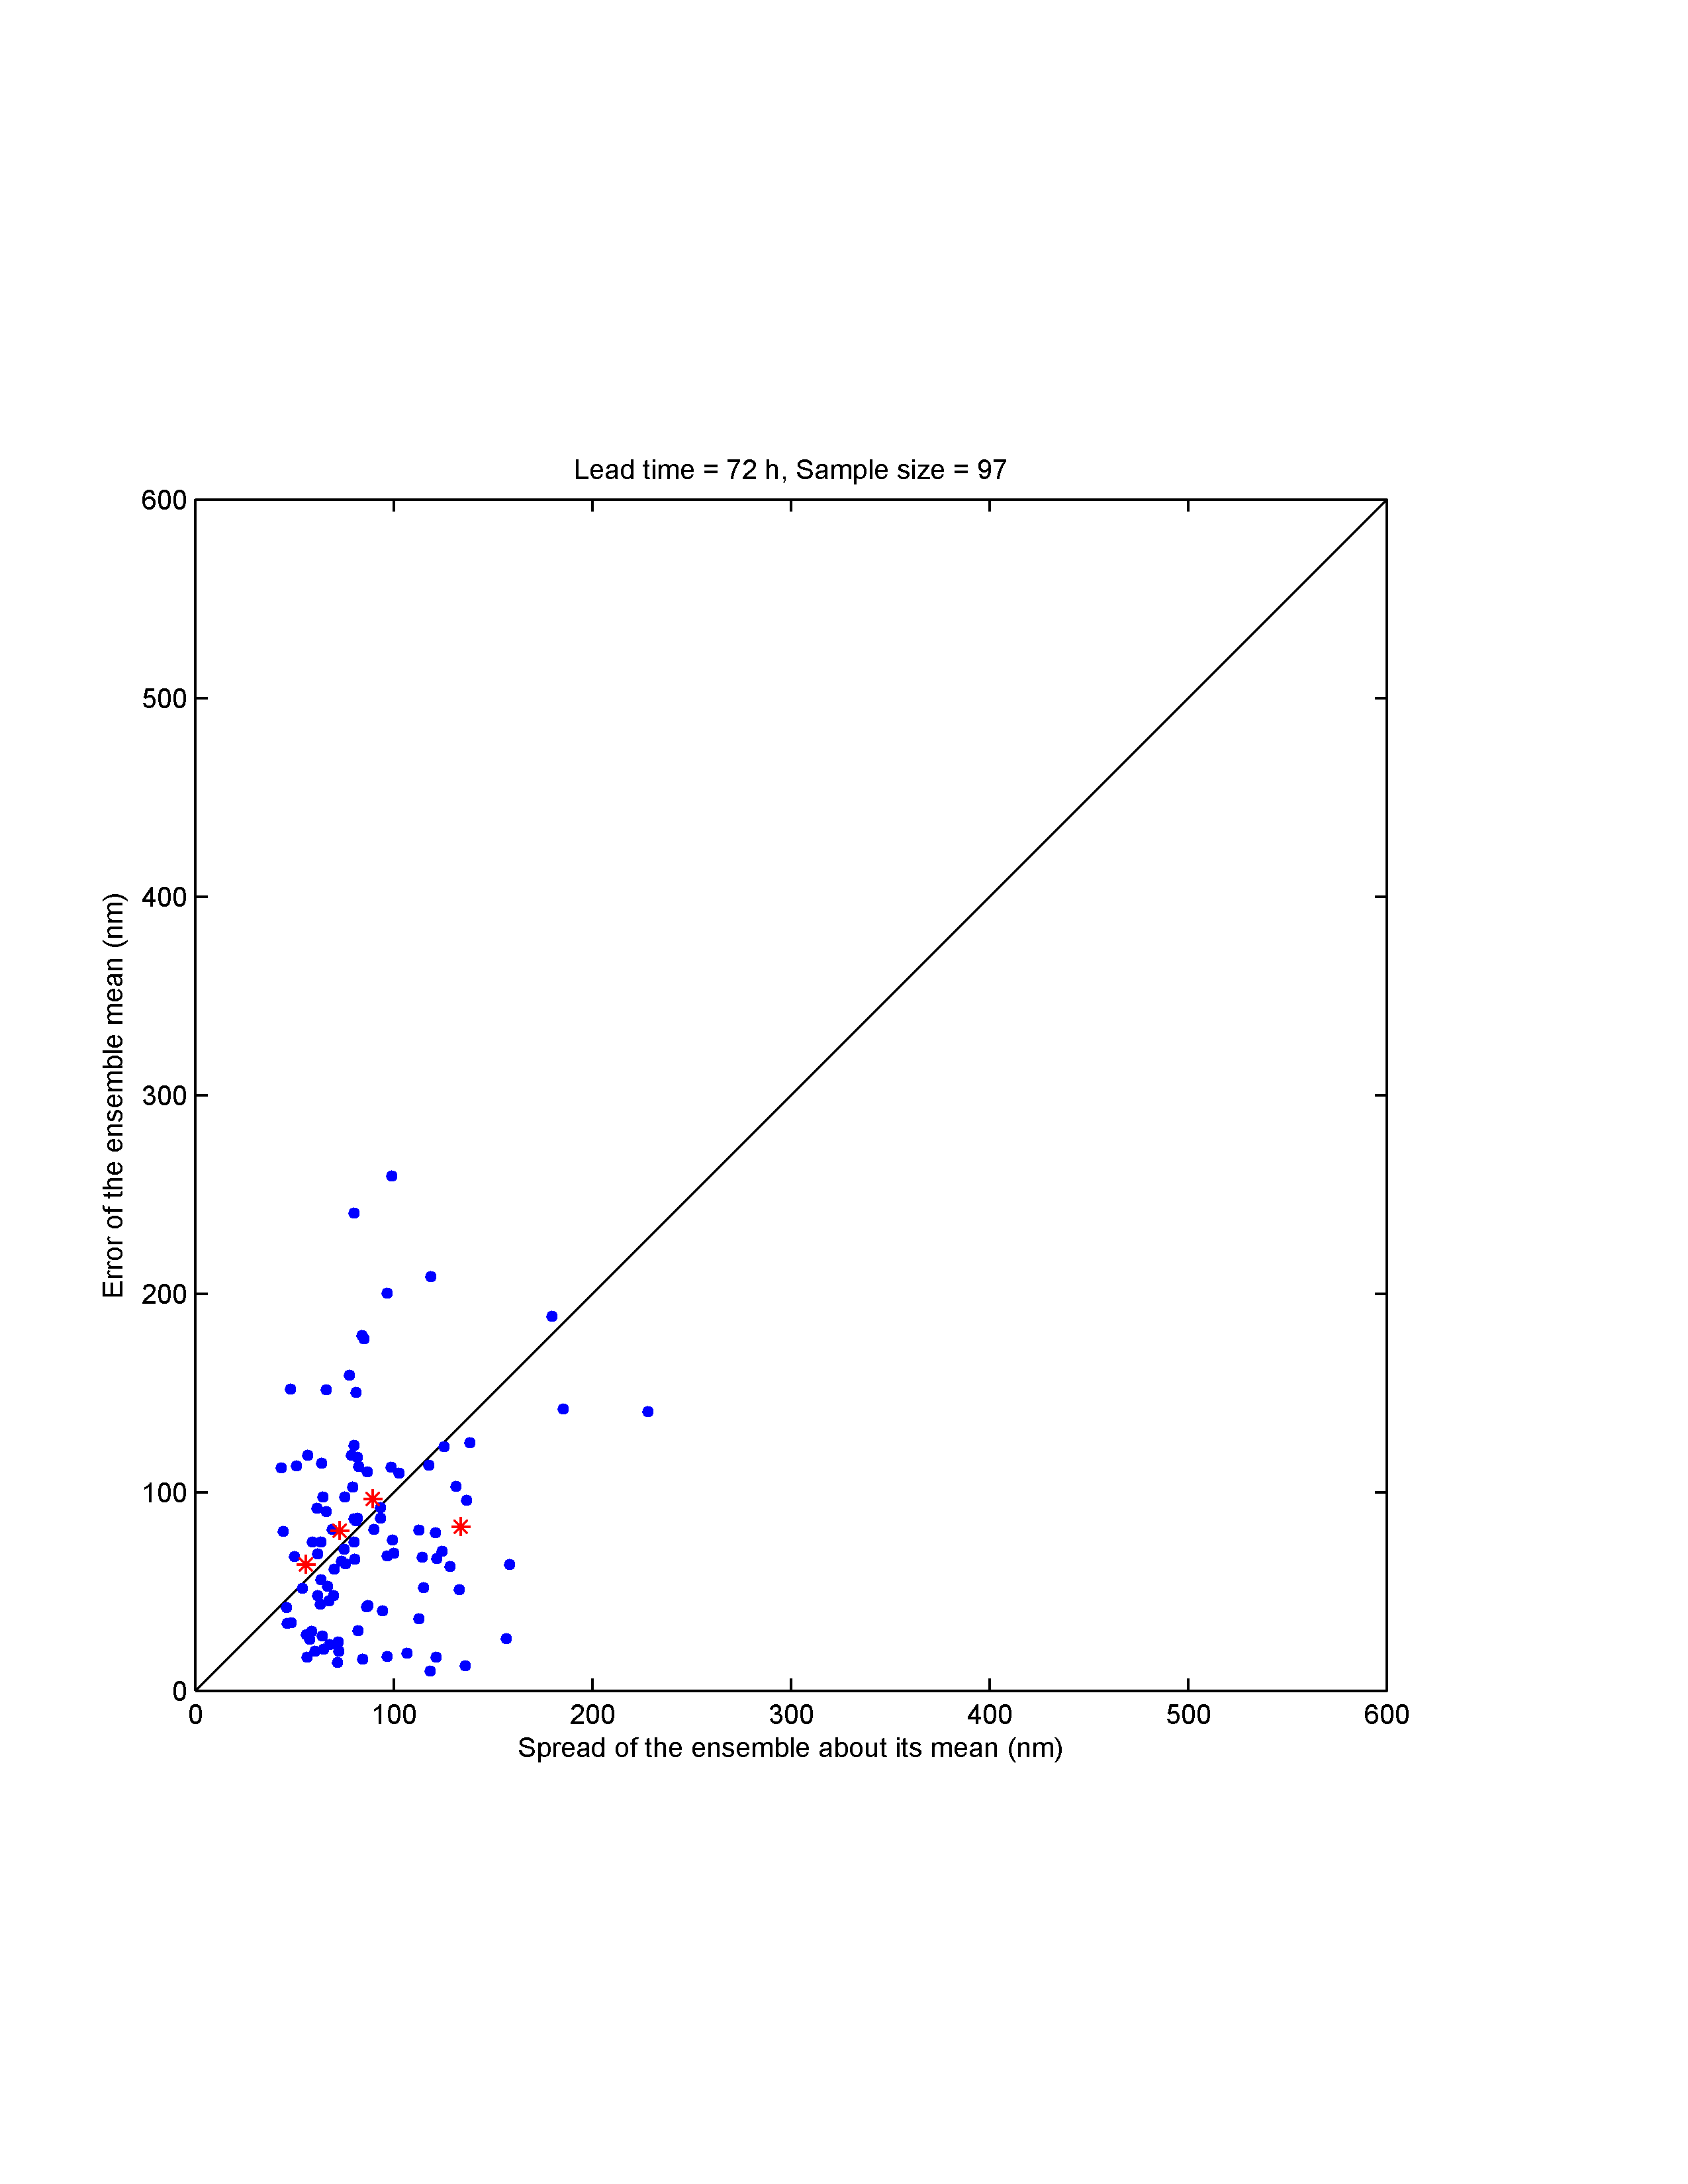 Lead time = 72 h, Sample size = 97
600
500
400
300
200
100
0
Error of the ensemble mean (nm)
0 100 200 300 400 500 600
Spread of the ensemble about its mean (nm)